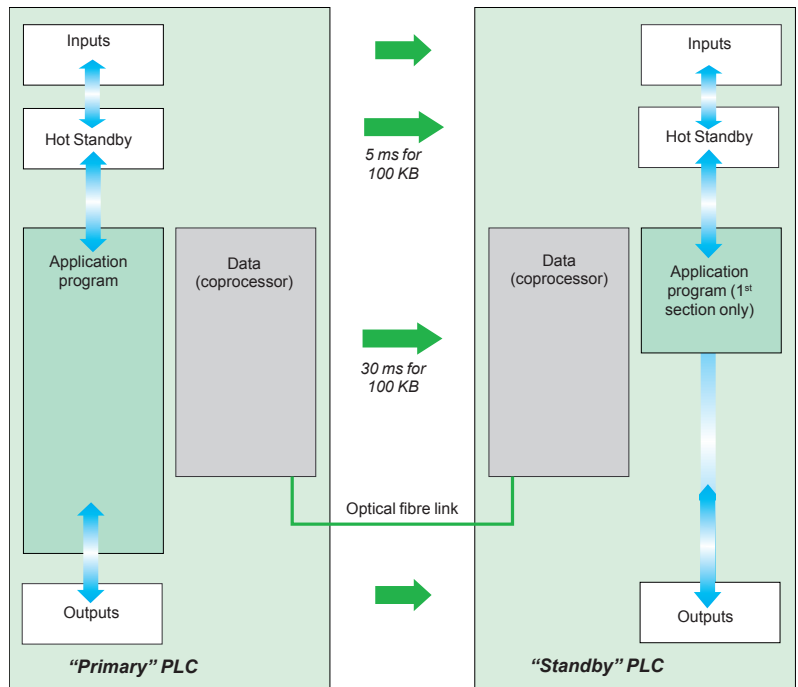 Inputs
Hot Standby
Application
program
Data
(coprocessor)
Outputs
"Primary" PLC
5 ms for
100 KB
30 ms for
100 KB
Optical fibre link
Inputs
Hot Standby
Data
(coprocessor)
Application
program (1st
section only)
Outputs
"Standby" PLC